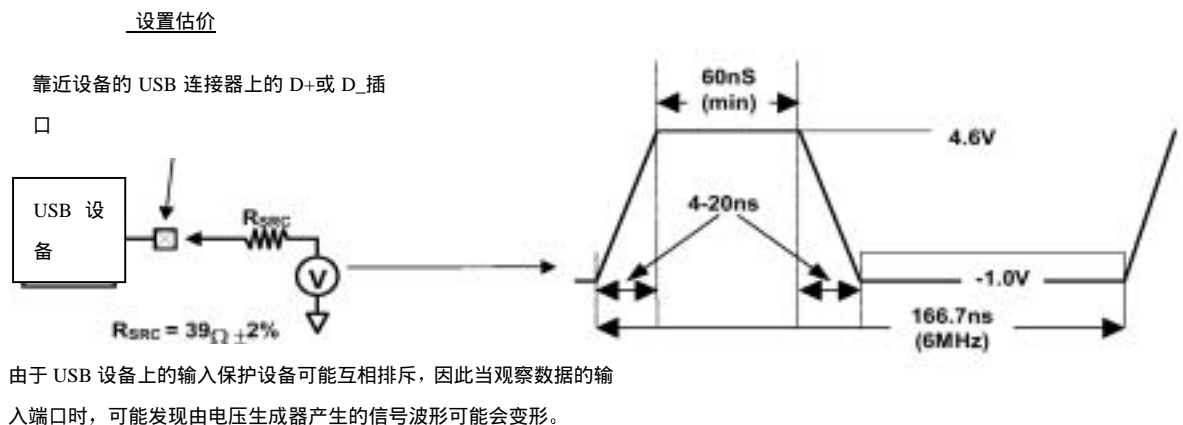 设置估价
靠近设备的 USB 连接器上的 D+或 D_插
口
USB 设
备
RSRC
V
RSRC = 39Ω ±2%
60nS
(min)
4.6V
4-20ns
-1.0V
166.7ns
(6MHz)
由于 USB 设备上的输入保护设备可能互相排斥，因此当观察数据的输
入端口时，可能发现由电压生成器产生的信号波形可能会变形。